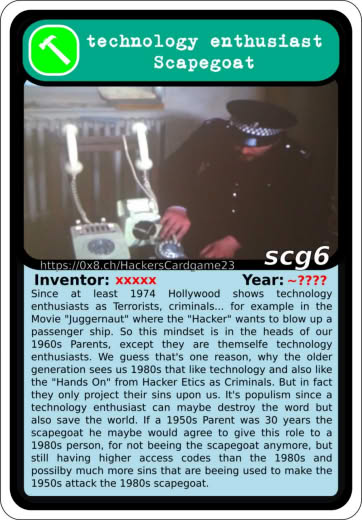 technology enthusiast
Scapegoat
scg6
https://0x8.ch/HackersCardgame23
Inventor: xxxxx Year: ~????
Since at least 1974 Hollywood shows technology
enthusiasts as Terrorists, criminals... for example in the
Movie "Juggernaut" where the "Hacker" wants to blow up a
passenger ship. So this mindset is in the heads of our
1960s Parents, except they are themselfe technology
enthusiasts. We guess that's one reason, why the older
generation sees us 1980s that like technology and also like
the "Hands On" from Hacker Etics as Criminals. But in fact
they only project their sins upon us. It's populism since a
technology enthusiast can maybe destroy the word but
also save the world. If a 1950s Parent was 30 years the
scapegoat he maybe would agree to give this role to a
1980s person, for not being the scapegoat anymore, but
still having higher access codes than the 1980s and
possilby much more sins that are beeing used to make the
1950s attack the 1980s scapegoat.